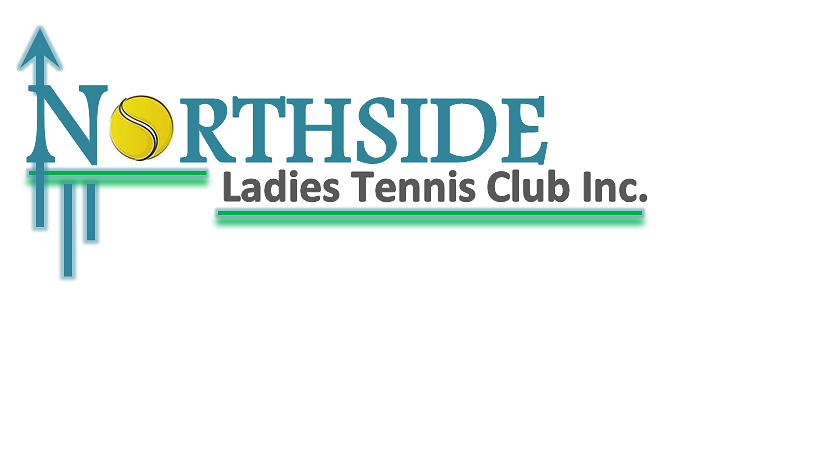 NORTHSIDE
Ladies Tennis Club Inc.